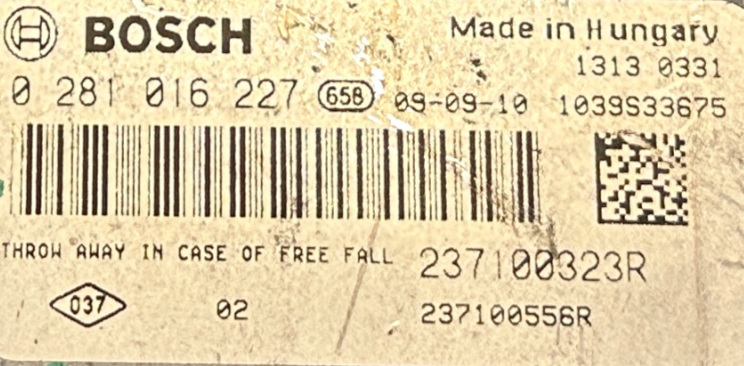 BOSCH
Made in Hungary
1313 0331
0 281 016 227 658 09-09-10 1039S33675
THROW AWAY IN CASE OF FREE FALL 237100323R
037 02 237100556R